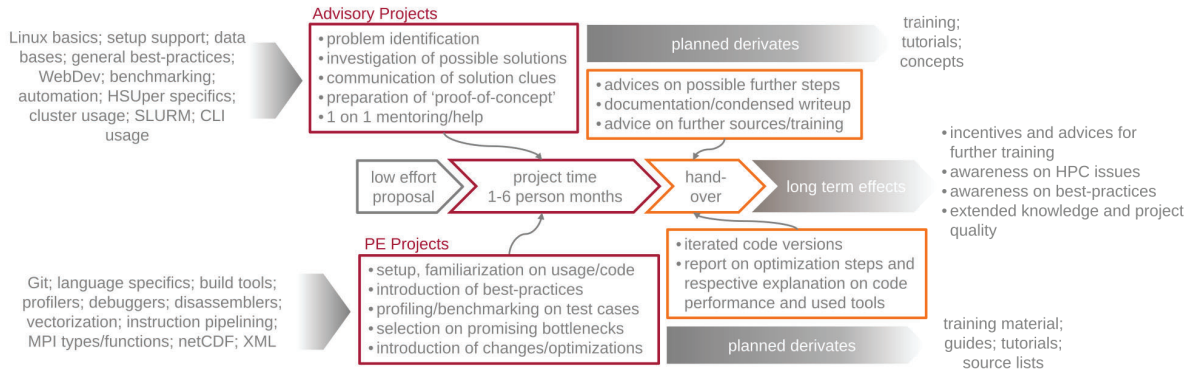 Advisory Projects
Linux basics; setup support; data
bases; general best-practices;
WebDev; benchmarking;
automation; HSUper specifics;
cluster usage; SLURM; CLI
usage
•problem identification
•investigation of possible solutions
•communication of solution clues
•preparation of ‘proof-of-concept’
•1 on 1 mentoring/help
planned derivates
training;
tutorials;
concepts
•advices on possible further steps
•documentation/condensed writeup
•advice on further sources/training
low effort
proposal
project time
1-6 person months
hand-
over
long term effects
•incentives and advices for
further training
•awareness on HPC issues
•awareness on best-practices
•extended knowledge and project
quality
PE Projects
Git; language specifics; build tools;
profilers; debuggers; disassemblers;
vectorization; instruction pipelining;
MPI types/functions; netCDF; XML
•setup, familiarization on usage/code
•introduction of best-practices
•profiling/benchmarking on test cases
•selection on promising bottlenecks
•introduction of changes/optimizations
•iterated code versions
•report on optimization steps and
respective explanation on code
performance and used tools
planned derivates
training material;
guides; tutorials;
source lists